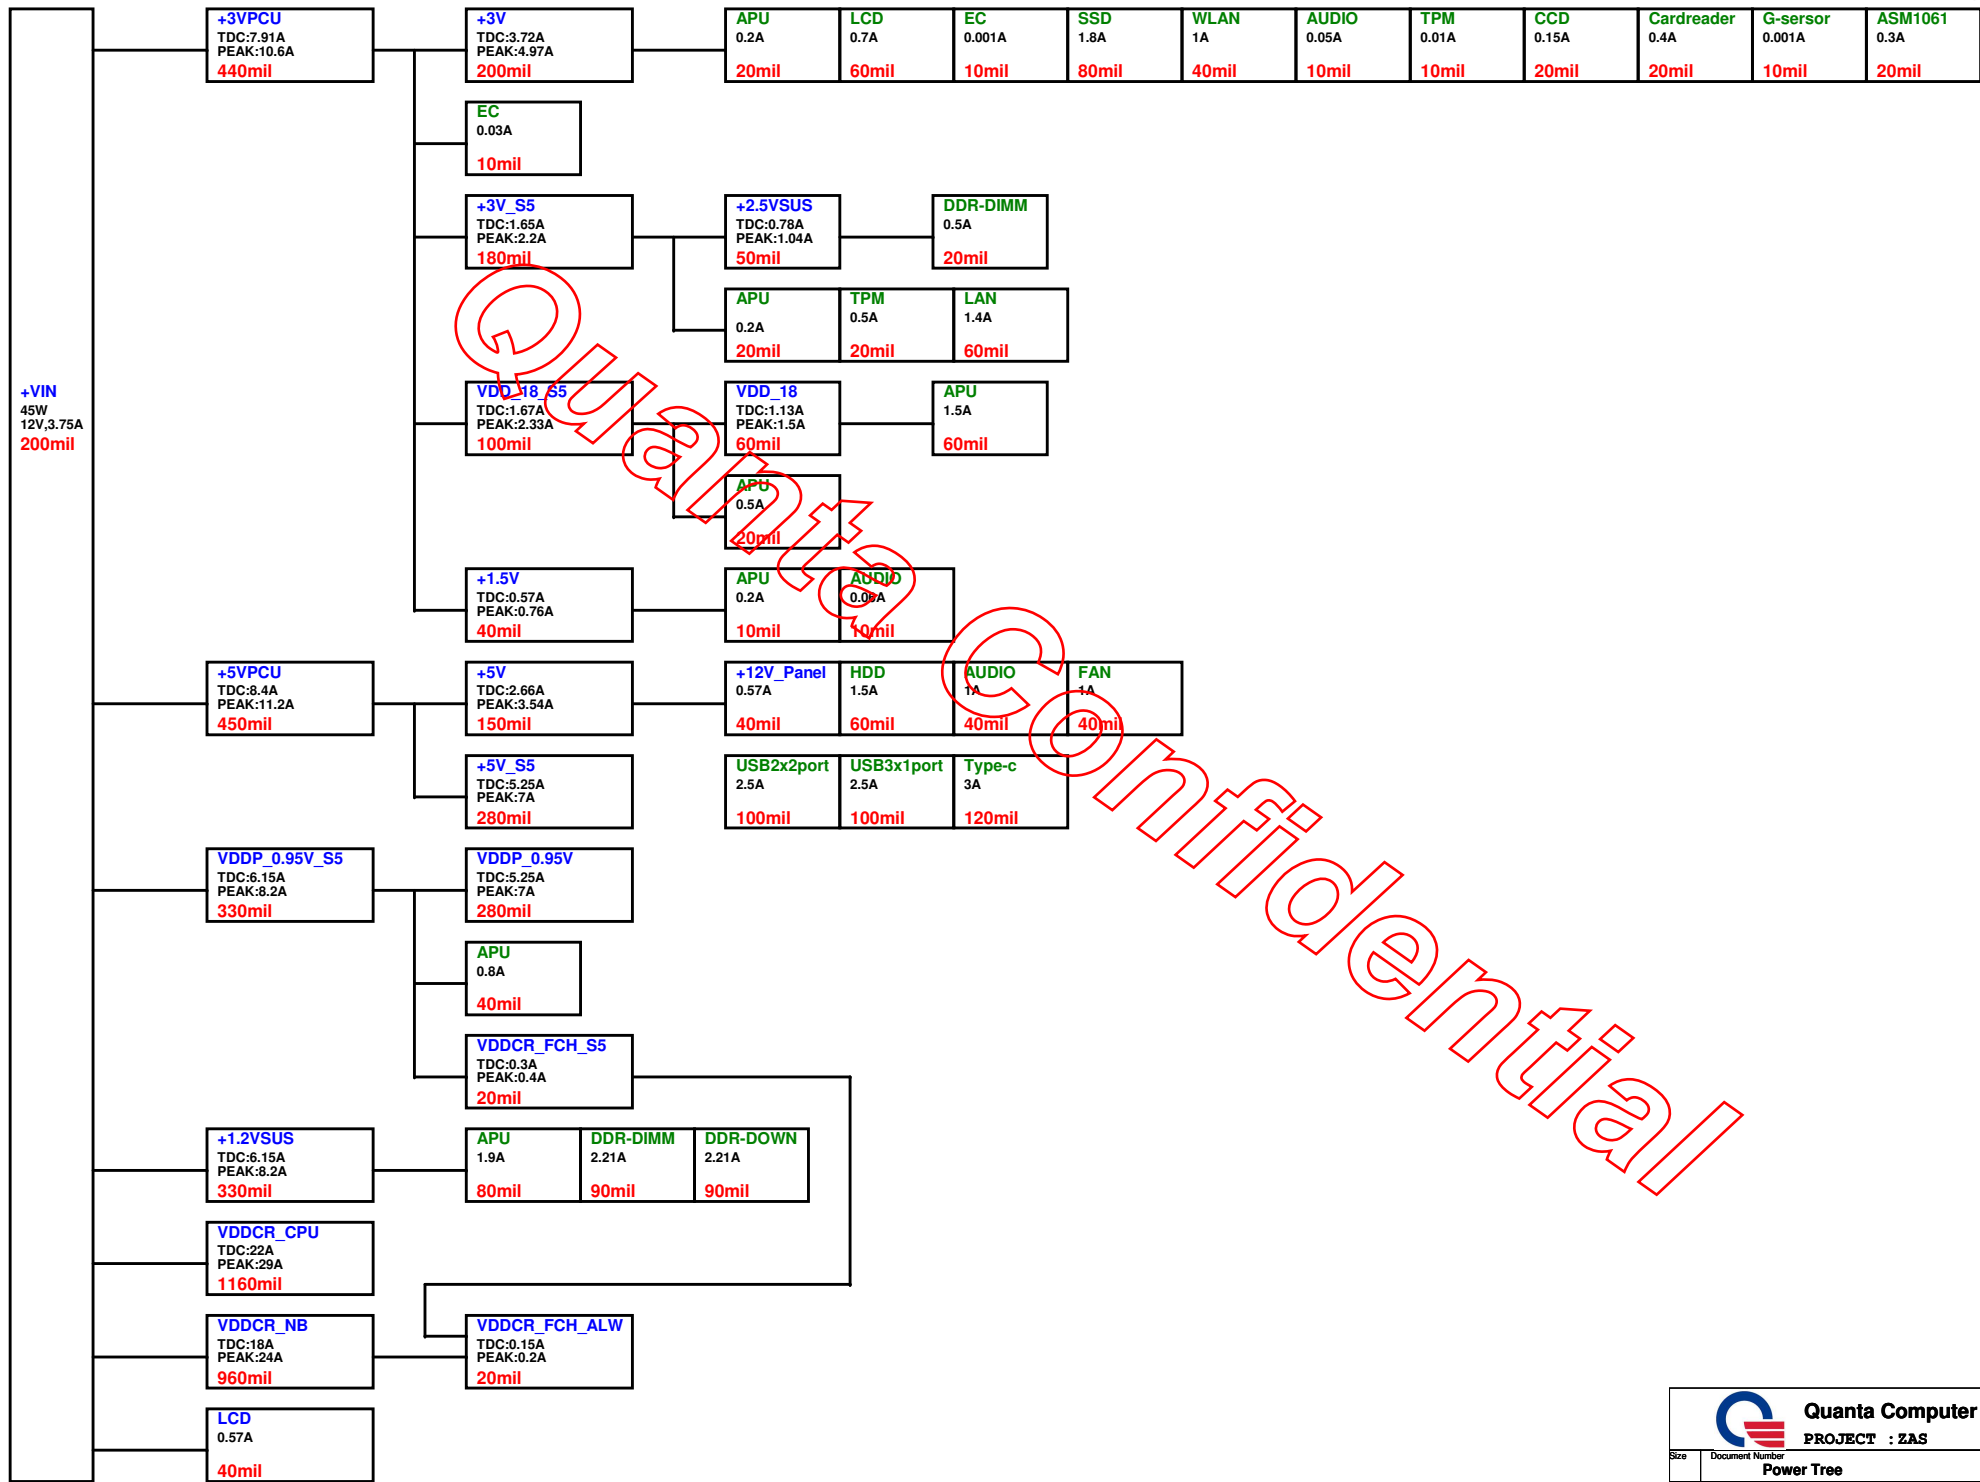 +VIN
45W
12V,3.75A
200mil
+3VPCU
TDC:7.91A
PEAK:10.6A
440mil
+3V
TDC:3.72A
PEAK:4.97A
200mil
APU
0.2A
20mil
LCD
0.7A
60mil
EC
0.001A
10mil
SSD
1.8A
80mil
WLAN
1A
40mil
AUDIO
0.05A
10mil
TPM
0.01A
10mil
CCD
0.15A
20mil
Cardreader
0.4A
20mil
G-sersor
0.001A
10mil
ASM1061
0.3A
20mil
EC
0.03A
10mil
+3V_S5
TDC:1.65A
PEAK:2.2A
180mil
+2.5VSUS
TDC:0.78A
PEAK:1.04A
50mil
DDR-DIMM
0.5A
20mil
APU
0.2A
20mil
TPM
0.5A
20mil
LAN
1.4A
60mil
VDD_18_S5
TDC:1.67A
PEAK:2.33A
100mil
VDD_18
TDC:1.13A
PEAK:1.5A
60mil
APU
1.5A
60mil
APU
0.5A
20mil
+1.5V
TDC:0.57A
PEAK:0.76A
40mil
APU
0.2A
10mil
AUDIO
0.06A
10mil
+5VPCU
TDC:8.4A
PEAK:11.2A
450mil
+5V
TDC:2.66A
PEAK:3.54A
150mil
+12V_Panel
0.57A
40mil
HDD
1.5A
60mil
AUDIO
1A
40mil
FAN
1A
40mil
+5V_S5
TDC:5.25A
PEAK:7A
280mil
USB2x2port
2.5A
100mil
USB3x1port
2.5A
100mil
Type-c
3A
120mil
VDDP_0.95V_S5
TDC:6.15A
PEAK:8.2A
330mil
VDDP_0.95V
TDC:5.25A
PEAK:7A
280mil
APU
0.8A
40mil
VDDCR_FCH_S5
TDC:0.3A
PEAK:0.4A
20mil
+1.2VSUS
TDC:6.15A
PEAK:8.2A
330mil
APU
1.9A
80mil
DDR-DIMM
2.21A
90mil
DDR-DOWN
2.21A
90mil
VDDCR_CPU
TDC:22A
PEAK:29A
1160mil
VDDCR_NB
TDC:18A
PEAK:24A
960mil
VDDCR_FCH_ALW
TDC:0.15A
PEAK:0.2A
20mil
LCD
0.57A
40mil
Quanta Confidential
Quanta Computer
PROJECT : ZAS
Size
Document Number
Power Tree